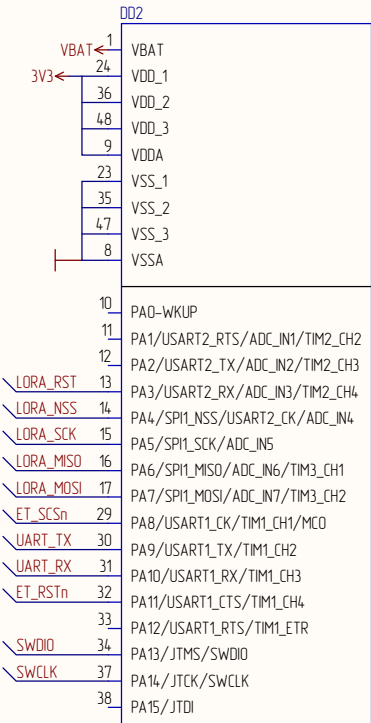 DD2
VBAT 1 VBAT
3V3 24 VDD_1
36 VDD_2
48 VDD_3
9 VDDA
23 VSS_1
35 VSS_2
47 VSS_3
8 VSSA
10 PA0-WKUP
11 PA1/USART2_RTS/ADC_IN1/TIM2_CH2
12 PA2/USART2_TX/ADC_IN2/TIM2_CH3
LORA_RST 13 PA3/USART2_RX/ADC_IN3/TIM2_CH4
LORA_NSS 14 PA4/SPI1_NSS/USART2_CK/ADC_IN4
LORA_SCK 15 PA5/SPI1_SCK/ADC_IN5
LORA_MISO 16 PA6/SPI1_MISO/ADC_IN6/TIM3_CH1
LORA_MOSI 17 PA7/SPI1_MOSI/ADC_IN7/TIM3_CH2
ET_SCSn 29 PA8/USART1_CK/TIM1_CH1/MCO
UART_TX 30 PA9/USART1_TX/TIM1_CH2
UART_RX 31 PA10/USART1_RX/TIM1_CH3
ET_RSTn 32 PA11/USART1_CTS/TIM1_CH4
33 PA12/USART1_RTS/TIM1_ETR
SWDIO 34 PA13/JTMS/SWDIO
SWCLK 37 PA14/JTCK/SWCLK
38 PA15/JTDI